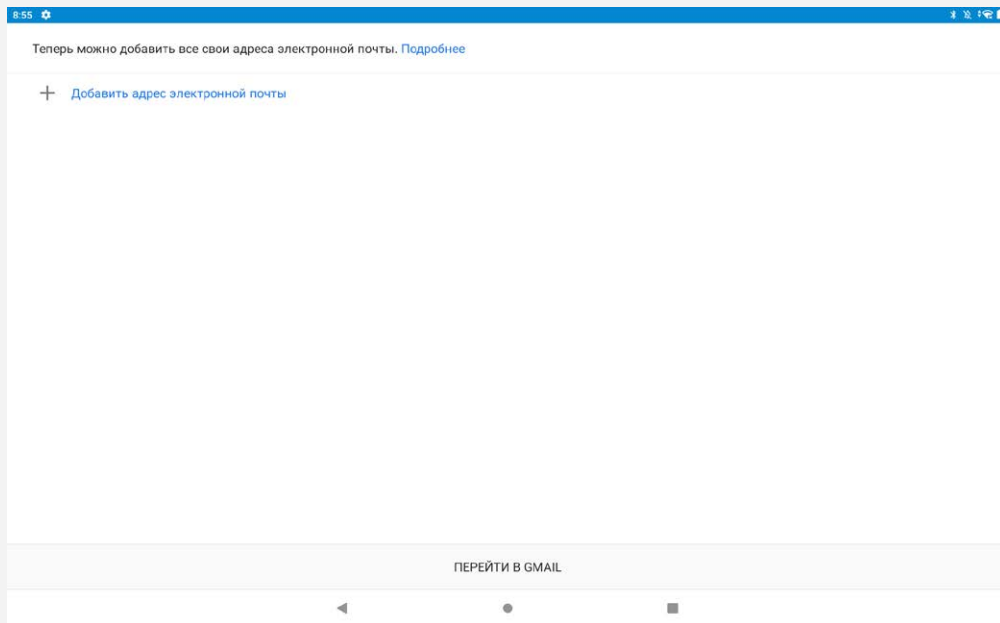 8:55
Теперь можно добавить все свои адреса электронной почты. Подробнее
Добавить адрес электронной почты
ПЕРЕЙТИ В GMAIL